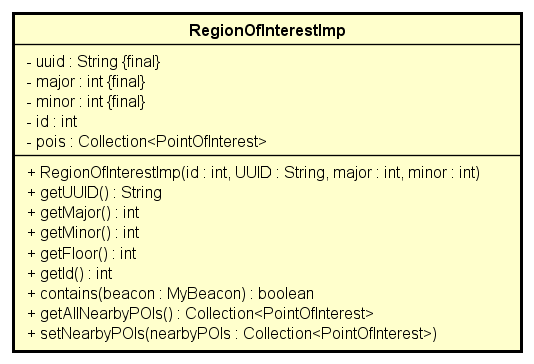 RegionOfInterestImp
- uuid : String {final}
- major : int {final}
- minor : int {final}
- id : int
- pois : Collection<PointOfInterest>
+ RegionOfInterestImp(id : int, UUID : String, major : int, minor : int)
+ getUUID() : String
+ getMajor() : int
+ getMinor() : int
+ getFloor() : int
+ getId() : int
+ contains(beacon : MyBeacon) : boolean
+ getAllNearbyPOIs() : Collection<PointOfInterest>
+ setNearbyPOIs(nearbyPOIs : Collection<PointOfInterest>)